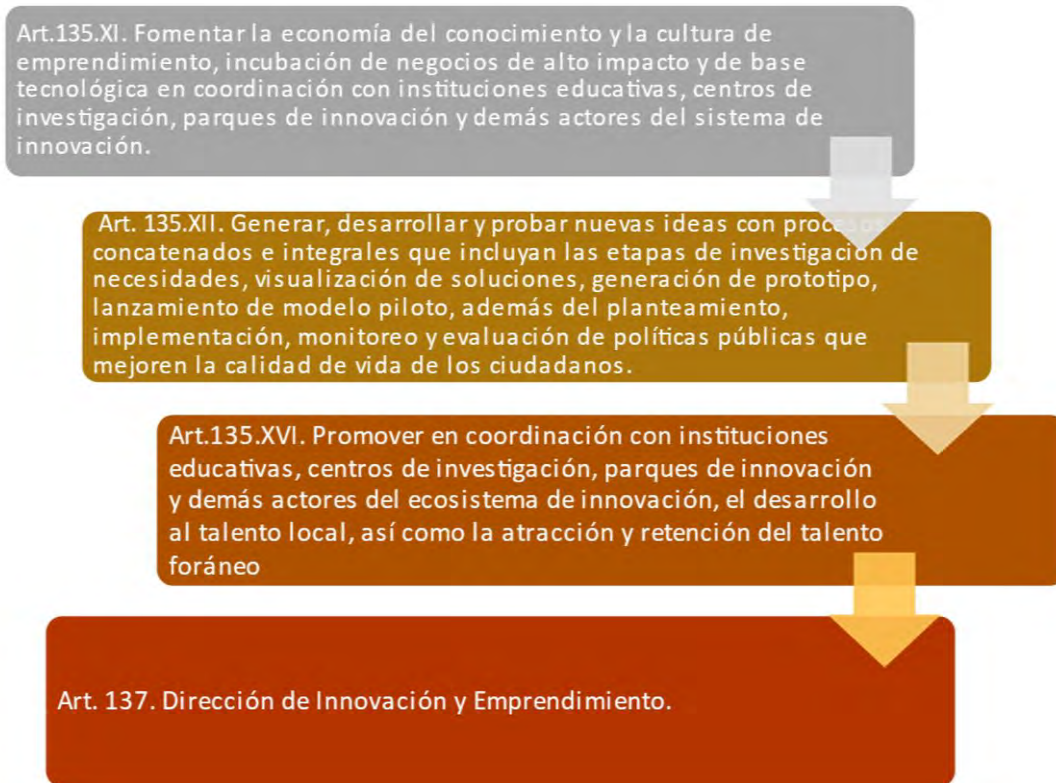 Art.135.XI. Fomentar la economía del conocimiento y la cultura de
emprendimiento, incubación de negocios de alto impacto y de base
tecnológica en coordinación con instituciones educativas, centros de
investigación, parques de innovación y demás actores del sistema de
innovación.
Art. 135.XII. Generar, desarrollar y probar nuevas ideas con procesos
concatenados e integrales que incluyan las etapas de investigación de
necesidades, visualización de soluciones, generación de prototipo,
lanzamiento de modelo piloto, además del planteamiento,
implementación, monitoreo y evaluación de políticas públicas que
mejoren la calidad de vida de los ciudadanos.
Art.135.XVI. Promover en coordinación con instituciones
educativas, centros de investigación, parques de innovación
y demás actores del ecosistema de innovación, el desarrollo
al talento local, así como la atracción y retención del talento
foráneo
Art. 137. Dirección de Innovación y Emprendimiento.